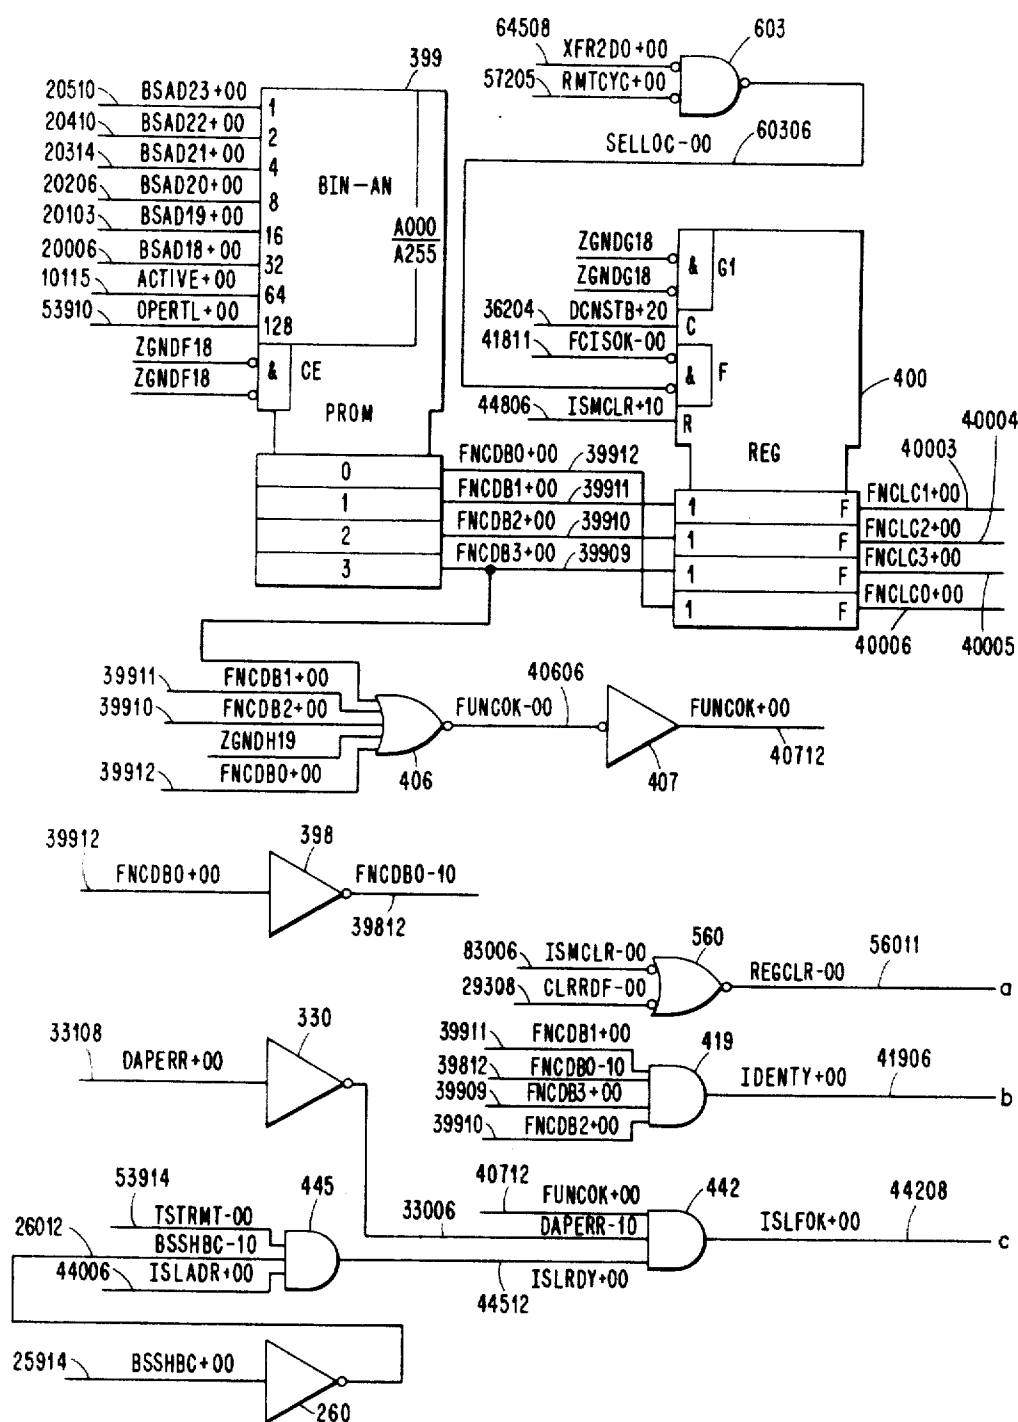 64508 XFR2D0+00 603
57205 RMTCYC+00
SELLOC-00 60306
399
20510 BSAD23+00 1
20410 BSAD22+00 2
20314 BSAD21+00 4
20206 BSAD20+00 8
20103 BSAD19+00 16
20006 BSAD18+00 32
10115 ACTIVE+00 64
53910 OPERTL+00 128
BIN-AN
A000
A255
ZGNDF18
ZGNDF18
& CE
PROM
ZGNDG18
ZGNDG18
& G1
36204 DCNSTB+20 C
41811 FCISOK-00
& F
44806 ISMCLR+10 R
400
REG
0 FNCDB0+00 39912
1 FNCDB1+00 39911
2 FNCDB2+00 39910
3 FNCDB3+00 39909
1 F FNCLC1+00 40003
1 F FNCLC2+00 40004
1 F FNCLC3+00 40005
1 F FNCLC0+00 40006
39911 FNCDB1+00
39910 FNCDB2+00
ZGNDH19
39912 FNCDB0+00
406
FUNCOK-00 40606
407
FUNCOK+00 40712
39912 FNCDB0+00 398 FNCDB0-10 39812
83006 ISMCLR-00 560
29308 CLRRDF-00
REGCLR-00 56011 a
33108 DAPERR+00 330
39911 FNCDB1+00 419
39812 FNCDB0-10
39909 FNCDB3+00
39910 FNCDB2+00
IDENTY+00 41906 b
53914 TSTRMT-00 445
26012 BSSHBC-10
44006 ISLADR+00
40712 FUNCOK+00 442
33006 DAPERR-10
ISLRDY+00 44512
ISLFOK+00 44208 c
25914 BSSHBC+00 260